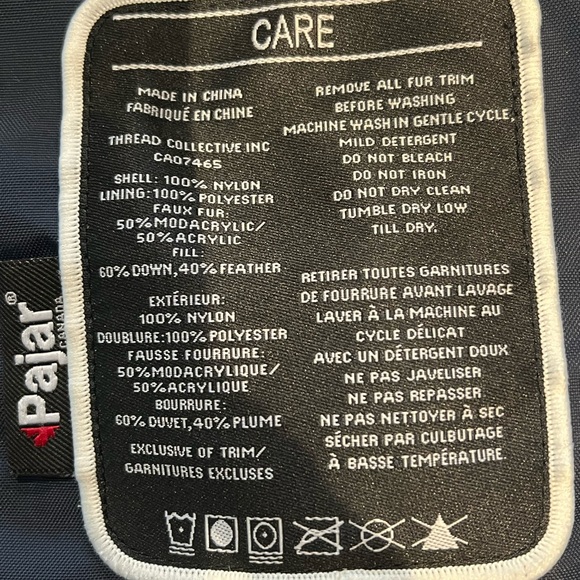 CARE
MADE IN CHINA
FABRIQUÉ EN CHINE
THREAD COLLECTIVE INC
CA07465
SHELL: 100% NYLON
LINING: 100% POLYESTER
FAUX FUR:
50% MODACRYLIC/
50% ACRYLIC
FILL:
60% DOWN, 40% FEATHER
EXTÉRIEUR:
100% NYLON
DOUBLURE: 100% POLYESTER
FAUSSE FOURRURE:
50% MODACRYLIQUE/
50% ACRYLIQUE
BOURRURE:
60% DUVET, 40% PLUME
EXCLUSIVE OF TRIM/
GARNITURES EXCLUSES
REMOVE ALL FUR TRIM
BEFORE WASHING
MACHINE WASH IN GENTLE CYCLE,
MILD DETERGENT
DO NOT BLEACH
DO NOT IRON
DO NOT DRY CLEAN
TUMBLE DRY LOW
TILL DRY.
RETIRER TOUTES GARNITURES
DE FOURRURE AVANT LAVAGE
LAVER À LA MACHINE AU
CYCLE DÉLICAT
AVEC UN DÉTERGENT DOUX
NE PAS JAVELISER
NE PAS REPASSER
NE PAS NETTOYER À SEC
SÉCHER PAR CULBUTAGE
À BASSE TEMPÉRATURE.
Pajar®
CANADA